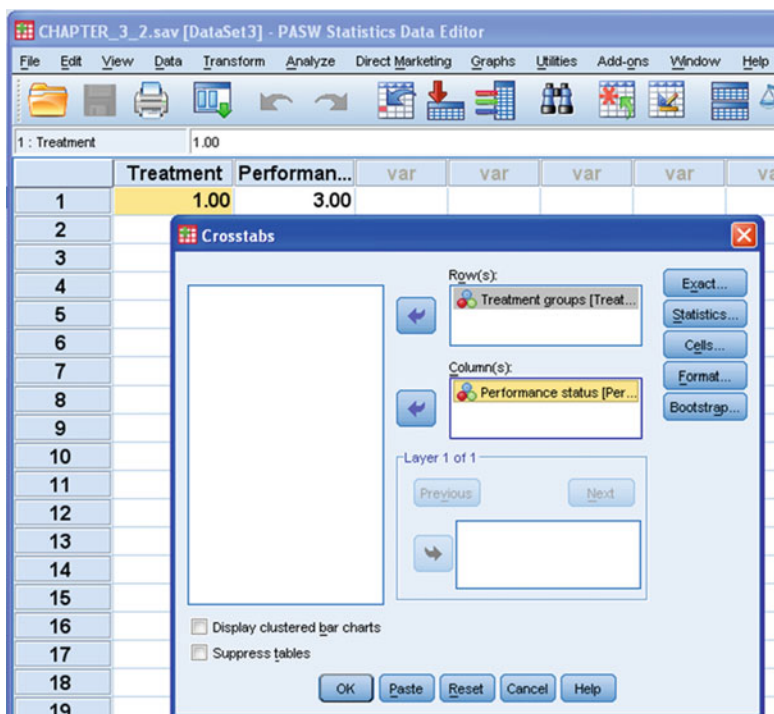 CHAPTER_3_2.sav [DataSet3] - PASW Statistics Data Editor
File Edit View Data Transform Analyze Direct Marketing Graphs Utilities Add-ons Window Help
1 : Treatment 1.00
Treatment Performan... var var var var va
1 1.00 3.00
2
Crosstabs
3
4
5
6
7
8
9
10
11
12
13
14
15
16
17
18
19
Row(s):
Treatment groups [Treat...
Column(s):
Performance status [Per...
Exact...
Statistics...
Cells...
Format...
Bootstrap...
Layer 1 of 1
Previous Next
Display clustered bar charts
Suppress tables
OK Paste Reset Cancel Help